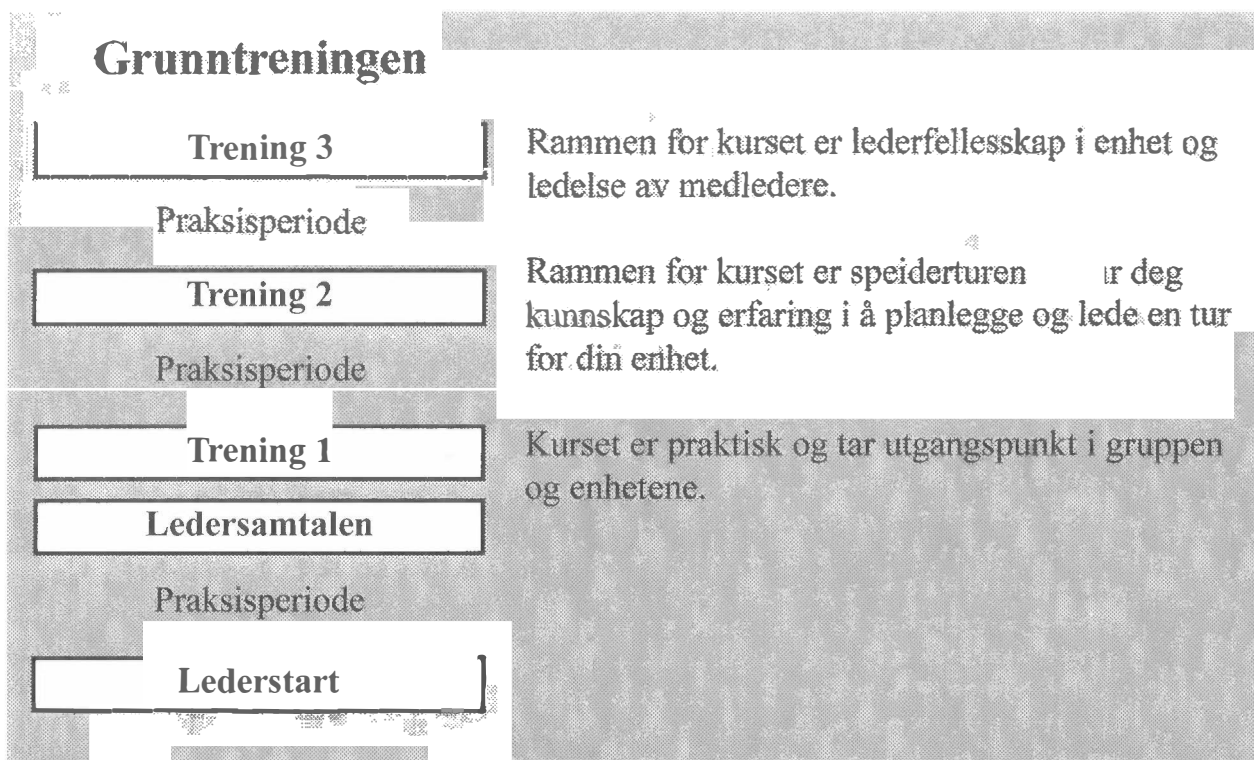 Grunntreningen
Trening 3
Rammen for kurset er lederfellesskap i enhet og
ledelse av medledere.
Praksisperiode
Trening 2
Rammen for kurset er speiderturen deg
kunnskap og erfaring i å planlegge og lede en tur
for din enhet.
Praksisperiode
Trening 1
Kurset er praktisk og tar utgangspunkt i gruppen
og enhetene.
Ledersamtalen
Praksisperiode
Lederstart